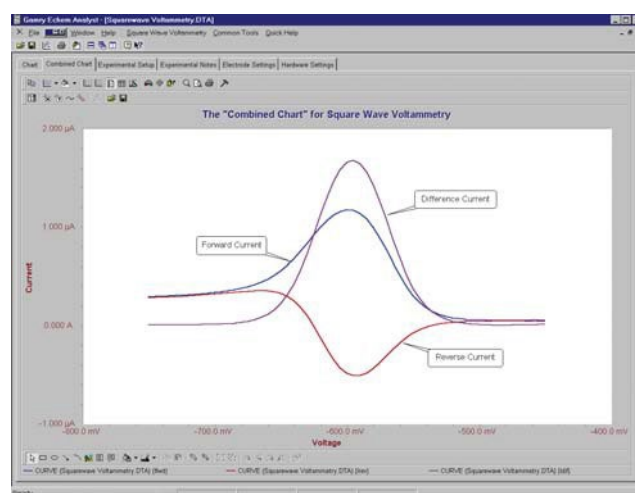 Gamry Echem Analyst - [Squarewave Voltammetry.DTA]
File Window Help Square Wave Voltammetry Common Tools Quick Help
Chart Combined Chart Experimental Setup Experimental Notes Electrode Settings Hardware Settings
The "Combined Chart" for Square Wave Voltammetry
2.000 µA
Difference Current
1.000 µA
Forward Current
Current
0.000 A
Reverse Current
-1.000 µA
-800.0 mV -700.0 mV -600.0 mV -500.0 mV -400.0 mV
Voltage
CURVE (Squarewave Voltammetry.DTA) [Ifwd] CURVE (Squarewave Voltammetry.DTA) [Irev] CURVE (Squarewave Voltammetry.DTA) [Idif]